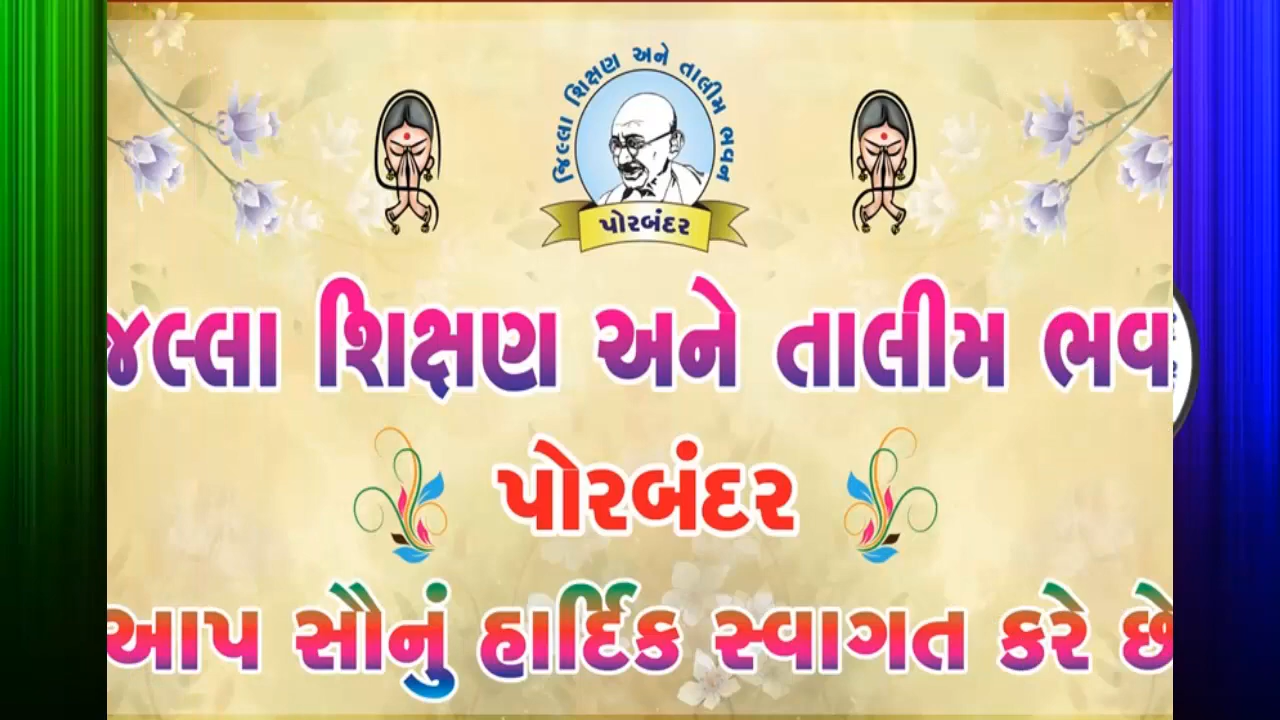 જિલ્લા શિક્ષણ અને તાલીમ ભવન
પોરબંદર
જલ્લા શિક્ષણ અને તાલીમ ભવ
પોરબંદર
આપ સૌનું હાર્દિક સ્વાગત કરે છે